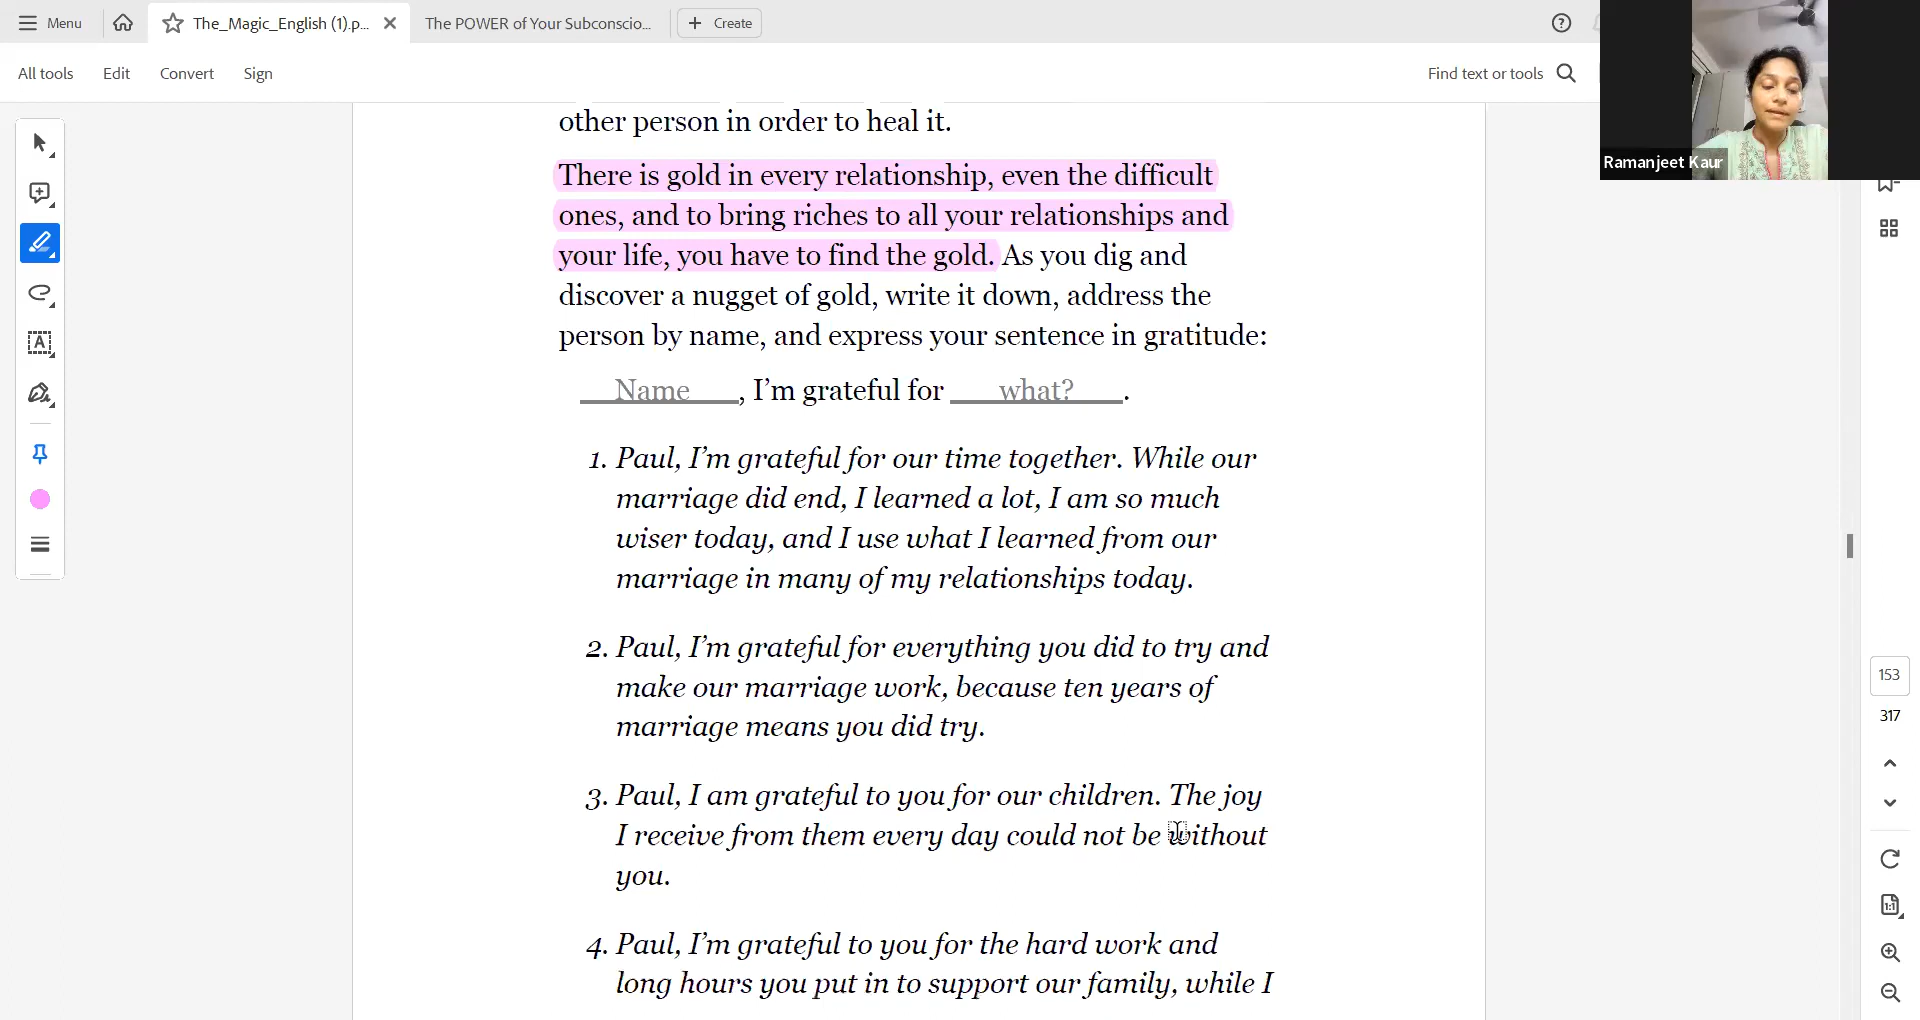 Menu
The_Magic_English (1).p...
The POWER of Your Subconscio...
Create
All tools
Edit
Convert
Sign
Find text or tools
Ramanjeet Kaur
other person in order to heal it.
There is gold in every relationship, even the difficult
ones, and to bring riches to all your relationships and
your life, you have to find the gold. As you dig and
discover a nugget of gold, write it down, address the
person by name, and express your sentence in gratitude:
Name, I’m grateful for what?.
1. Paul, I’m grateful for our time together. While our
marriage did end, I learned a lot, I am so much
wiser today, and I use what I learned from our
marriage in many of my relationships today.
2. Paul, I’m grateful for everything you did to try and
make our marriage work, because ten years of
marriage means you did try.
3. Paul, I am grateful to you for our children. The joy
I receive from them every day could not be without
you.
4. Paul, I’m grateful to you for the hard work and
long hours you put in to support our family, while I
153
317